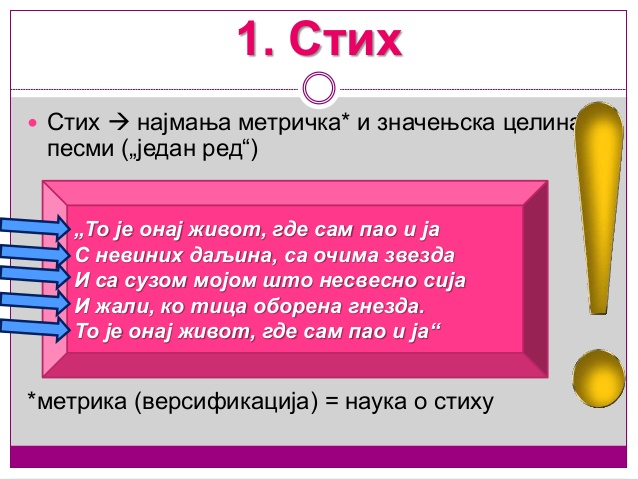 1. Стих
Стих → најмања метричка* и значењска целина
песми („један ред“)
„То је онај живот, где сам пао и ја
С невиних даљина, са очима звезда
И са сузом мојом што несвесно сија
И жали, ко тица оборена гнезда.
То је онај живот, где сам пао и ја“
*метрика (версификација) = наука о стиху